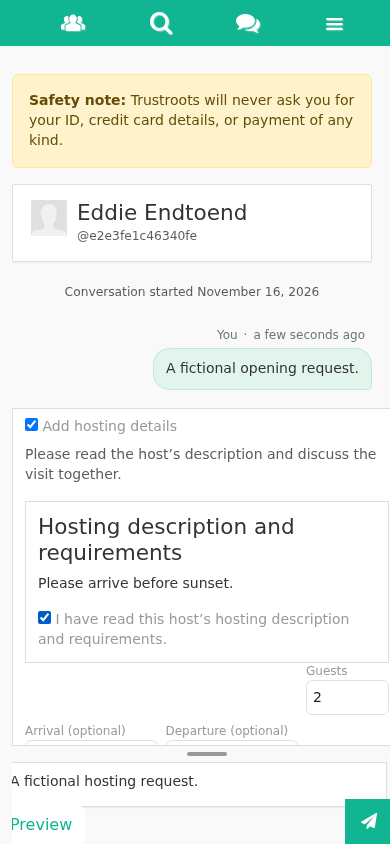 Safety note: Trustroots will never ask you for
your ID, credit card details, or payment of any
kind.
Eddie Endtoend
@e2e3fe1c46340fe
Conversation started November 16, 2026
You · a few seconds ago
A fictional opening request.
Add hosting details
Please read the host’s description and discuss the
visit together.
Hosting description and
requirements
Please arrive before sunset.
I have read this host’s hosting description
and requirements.
Guests
2
Arrival (optional) Departure (optional)
A fictional hosting request.
Preview